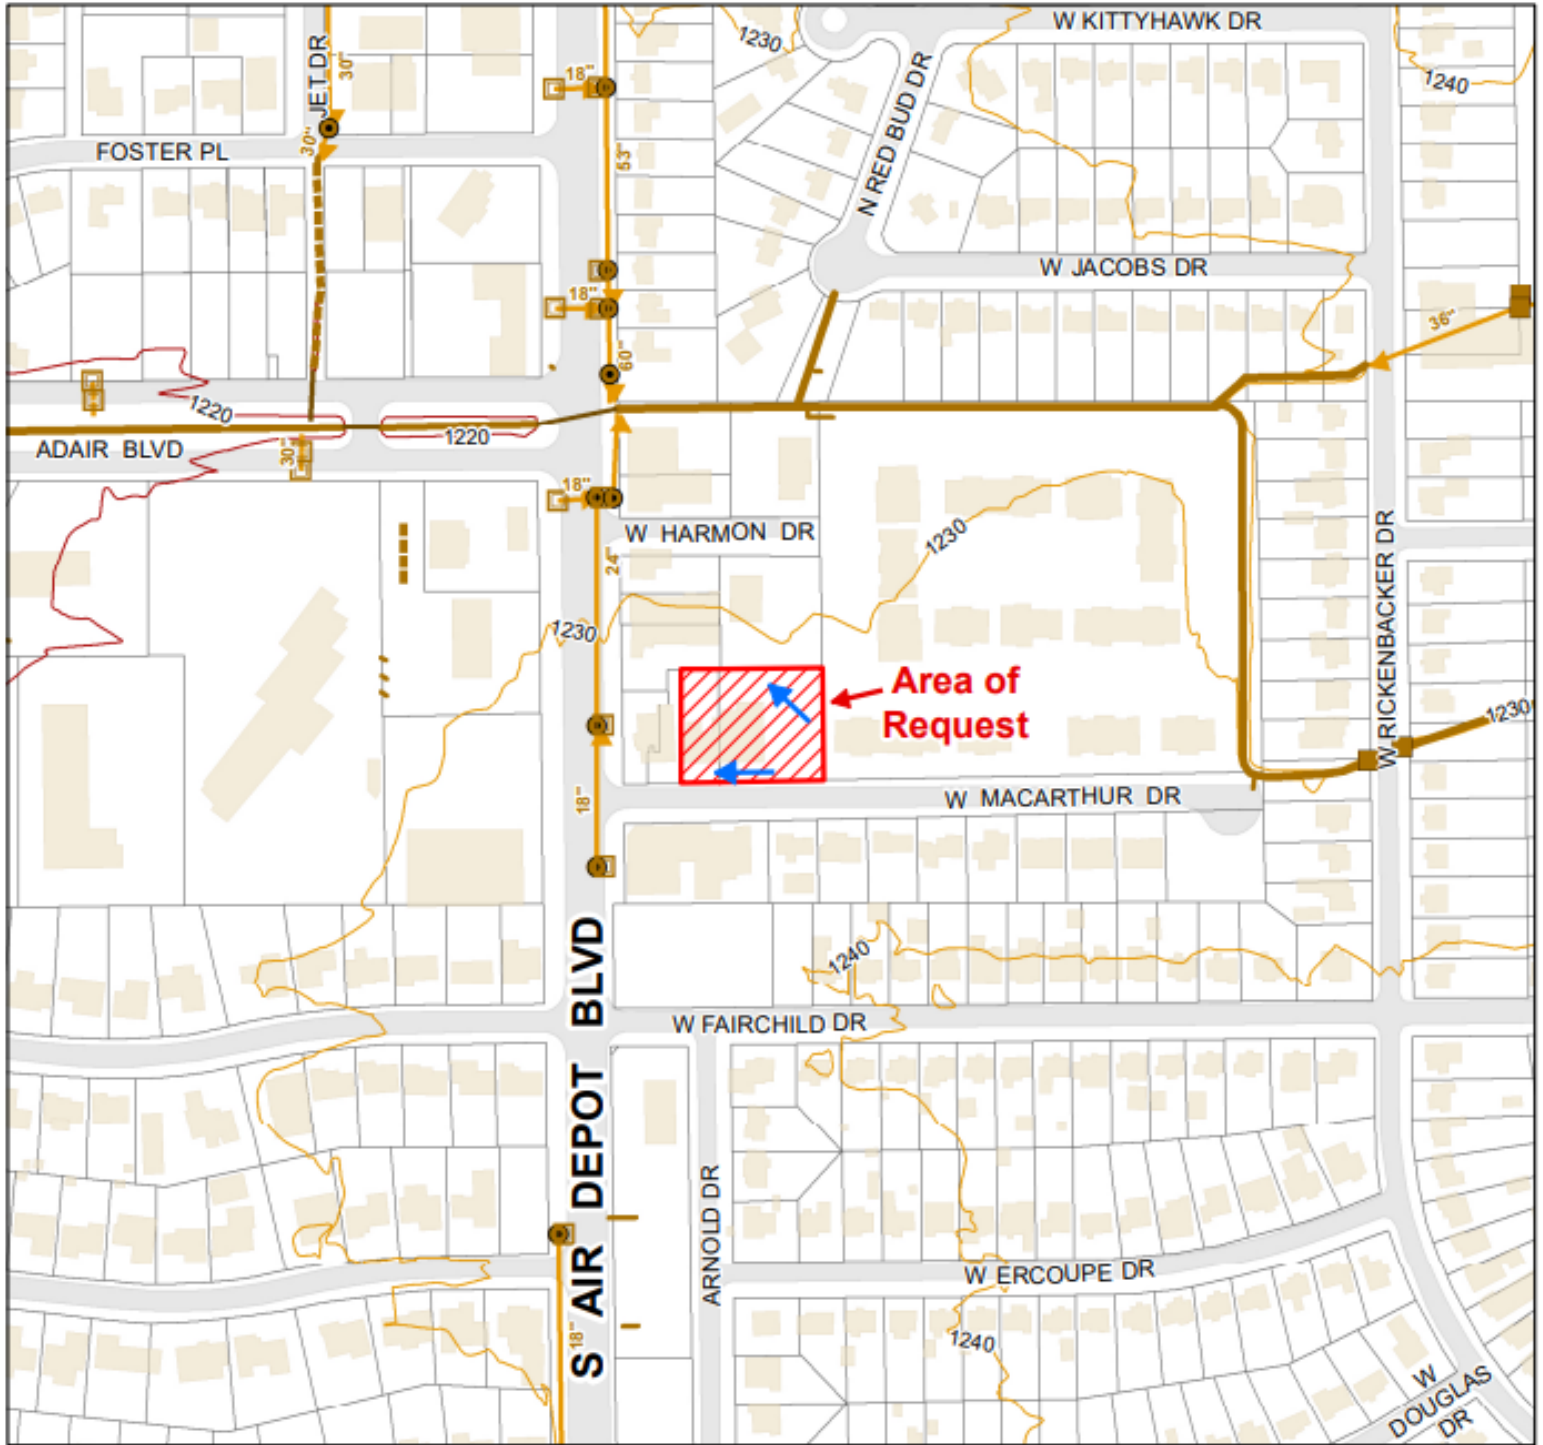 W KITTYHAWK DR
1230
1240
JET DR
30"
18"
N RED BUD DR
30"
FOSTER PL
53"
W JACOBS DR
18"
36"
60"
1220
1220
ADAIR BLVD
30"
18"
W HARMON DR
1230
24"
W RICKENBACKER DR
1230
Area of
Request
1230
W MACARTHUR DR
18"
S AIR DEPOT BLVD
1240
W FAIRCHILD DR
ARNOLD DR
W ERCOUPE DR
18"
1240
W
DOUGLAS
DR